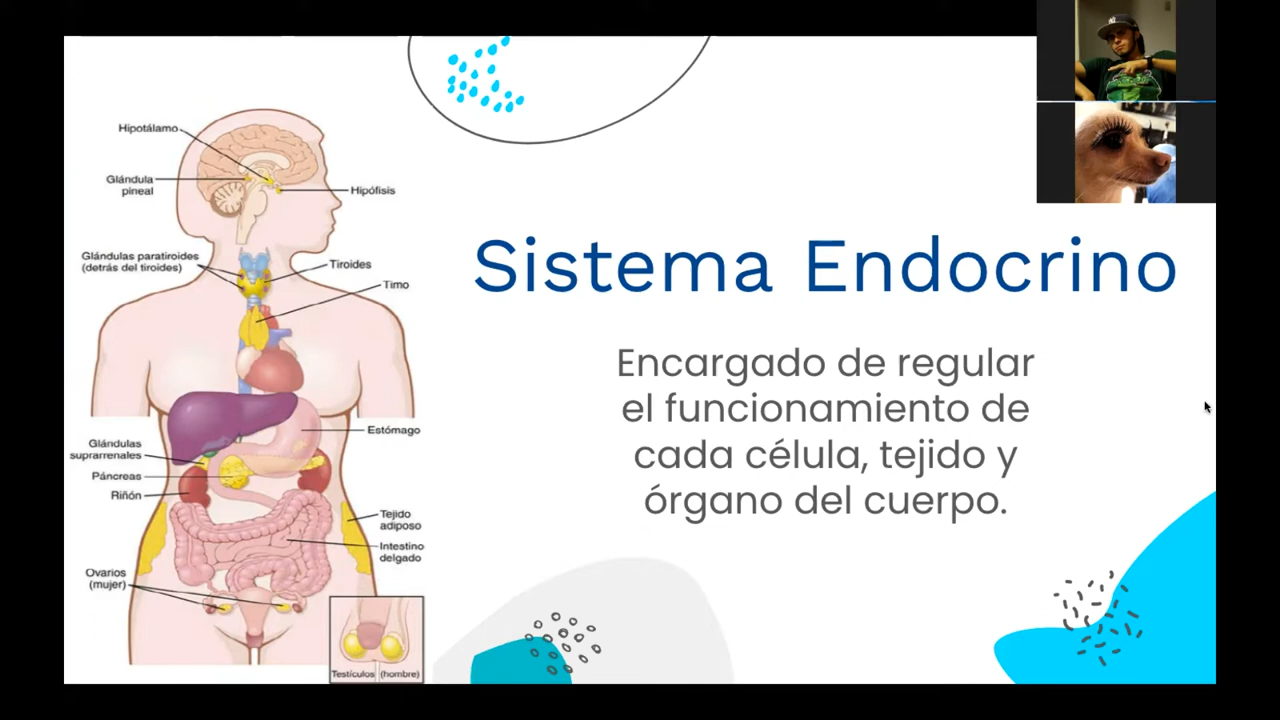 Hipotálamo
Glándula
pineal
Hipófisis
Glándulas paratiroides
(detrás del tiroides)
Tiroides
Timo
Estómago
Glándulas
suprarrenales
Páncreas
Riñón
Tejido
adiposo
Intestino
delgado
Ovarios
(mujer)
Testículos (hombre)
Sistema Endocrino
Encargado de regular
el funcionamiento de
cada célula, tejido y
órgano del cuerpo.